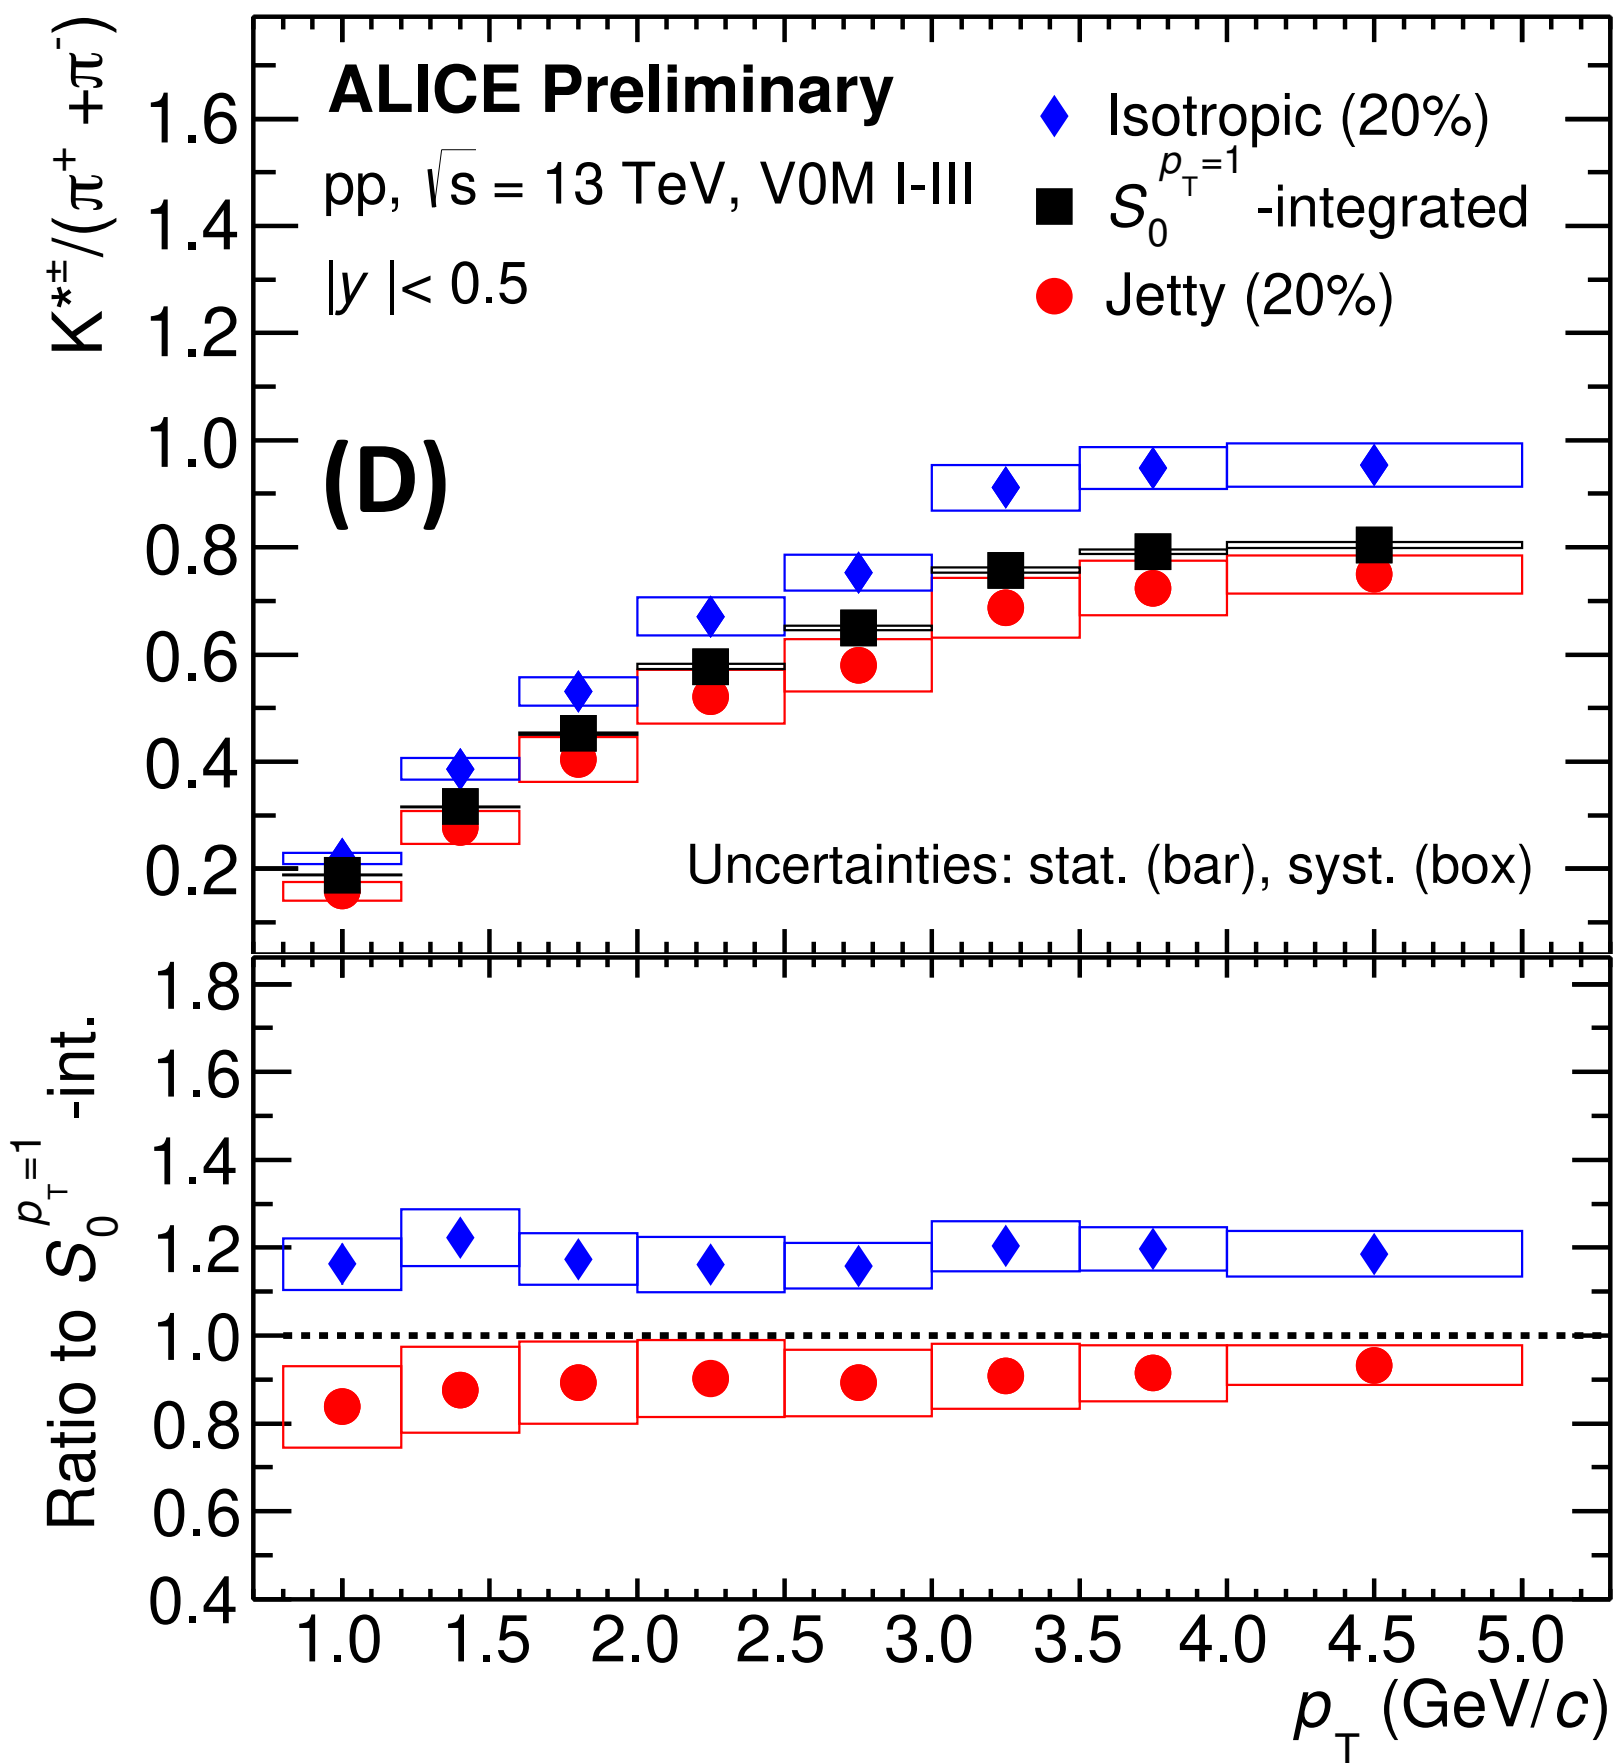 K*±/(π⁺ +π⁻)
1.6
1.4
1.2
1.0
0.8
0.6
0.4
0.2
ALICE Preliminary
pp, √s = 13 TeV, V0M I-III
|y |< 0.5
Isotropic (20%)
S₀^{p_T=1} -integrated
Jetty (20%)
(D)
Uncertainties: stat. (bar), syst. (box)
Ratio to S₀^{p_T=1} -int.
1.8
1.6
1.4
1.2
1.0
0.8
0.6
0.4
1.0 1.5 2.0 2.5 3.0 3.5 4.0 4.5 5.0
p_T (GeV/c)